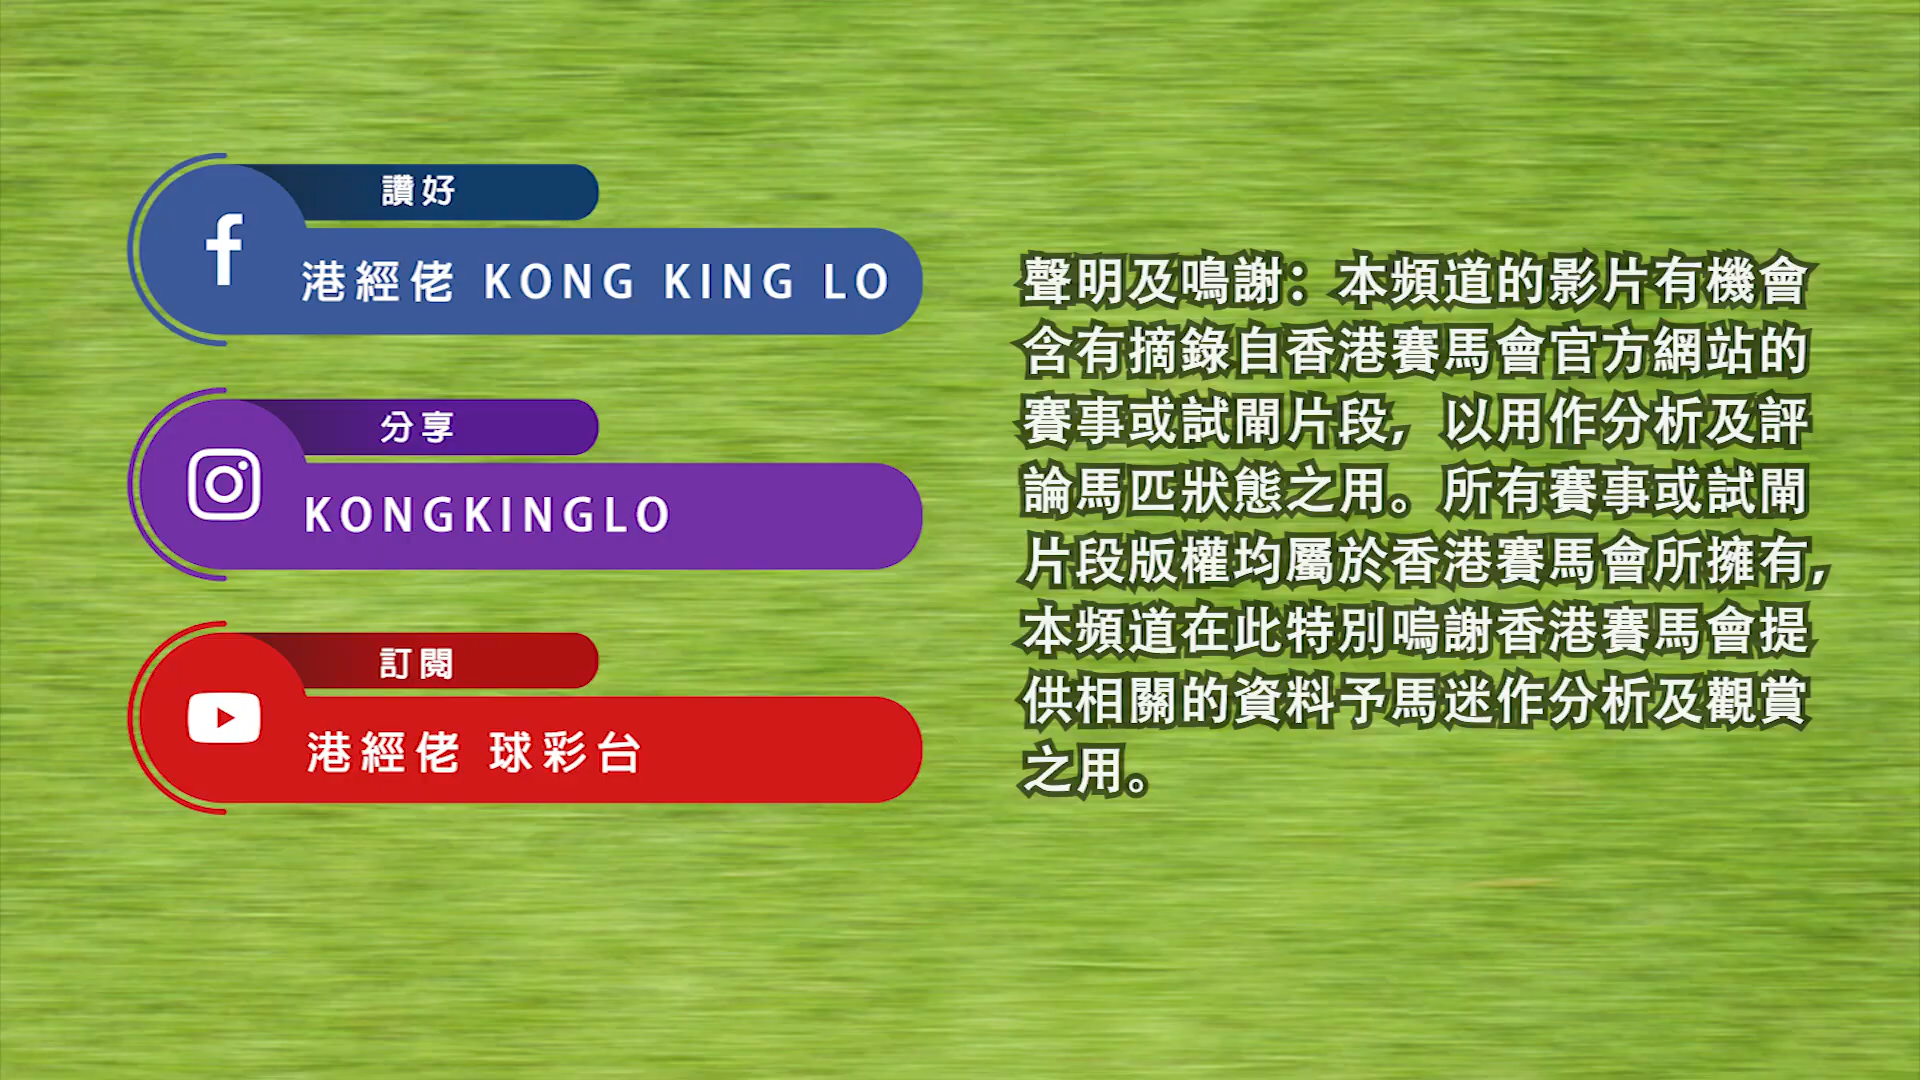 讚好
港經佬 KONG KING LO
分享
KONGKINGLO
訂閱
港經佬 球彩台
聲明及鳴謝：本頻道的影片有機會
含有摘錄自香港賽馬會官方網站的
賽事或試閘片段，以用作分析及評
論馬匹狀態之用。所有賽事或試閘
片段版權均屬於香港賽馬會所擁有,
本頻道在此特別嗚謝香港賽馬會提
供相關的資料予馬迷作分析及觀賞
之用。